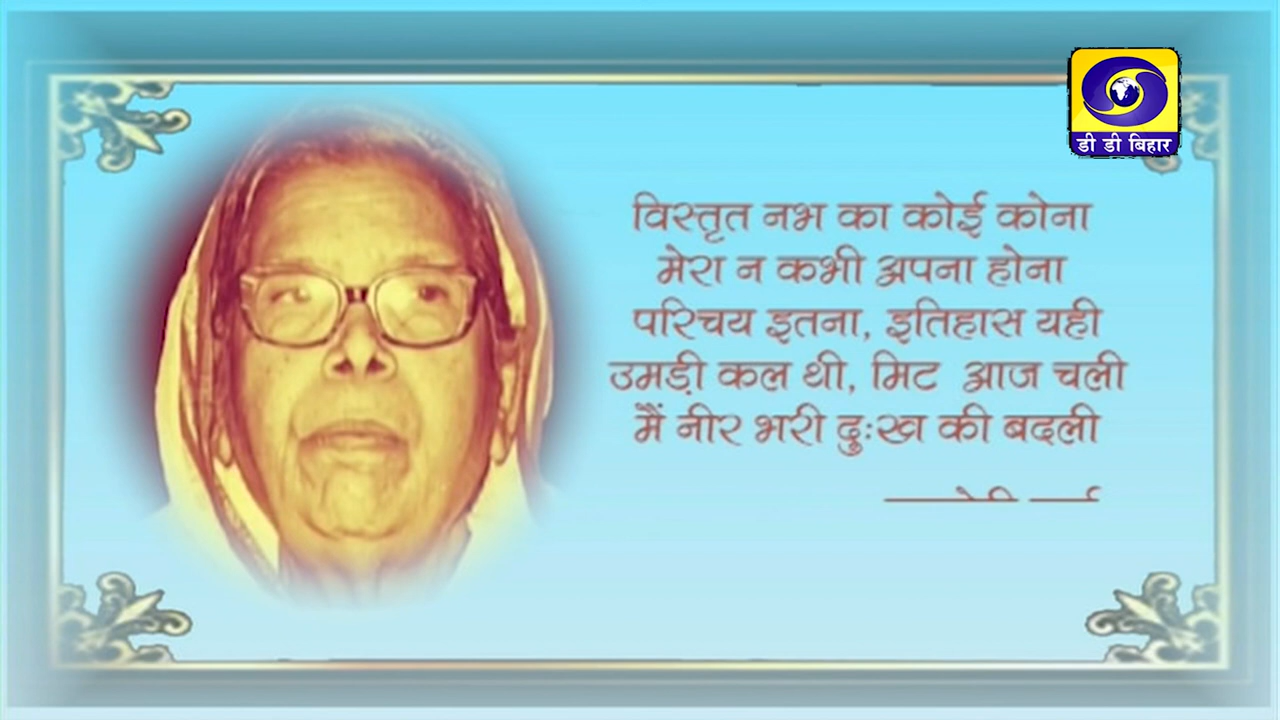 डी डी बिहार
विस्तृत नभ का कोई कोना
मेरा न कभी अपना होना
परिचय इतना, इतिहास यही
उमड़ी कल थी, मिट आज चली
मैं नीर भरी दुःख की बदली